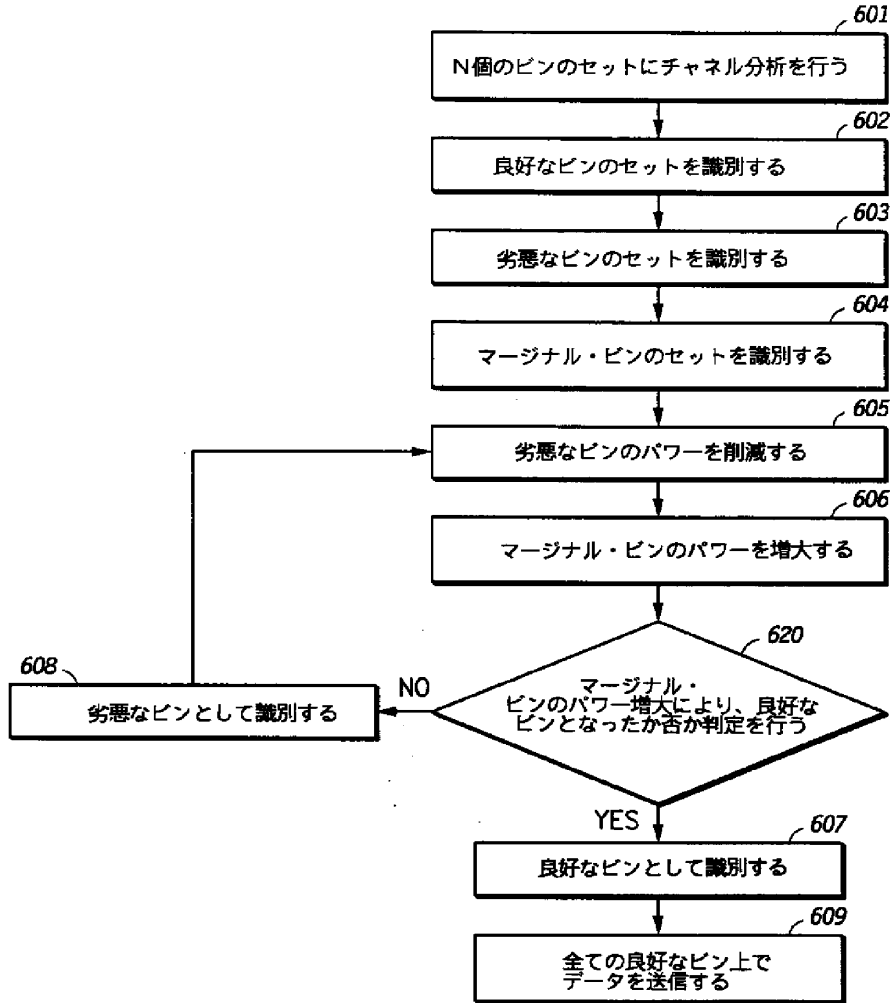 601
N個のビンのセットにチャネル分析を行う
602
良好なビンのセットを識別する
603
劣悪なビンのセットを識別する
604
マージナル・ビンのセットを識別する
605
劣悪なビンのパワーを削減する
606
マージナル・ビンのパワーを増大する
620
マージナル・
ビンのパワー増大により、良好な
ビンとなったか否か判定を行う
NO
608
劣悪なビンとして識別する
YES
607
良好なビンとして識別する
609
全ての良好なビン上で
データを送信する